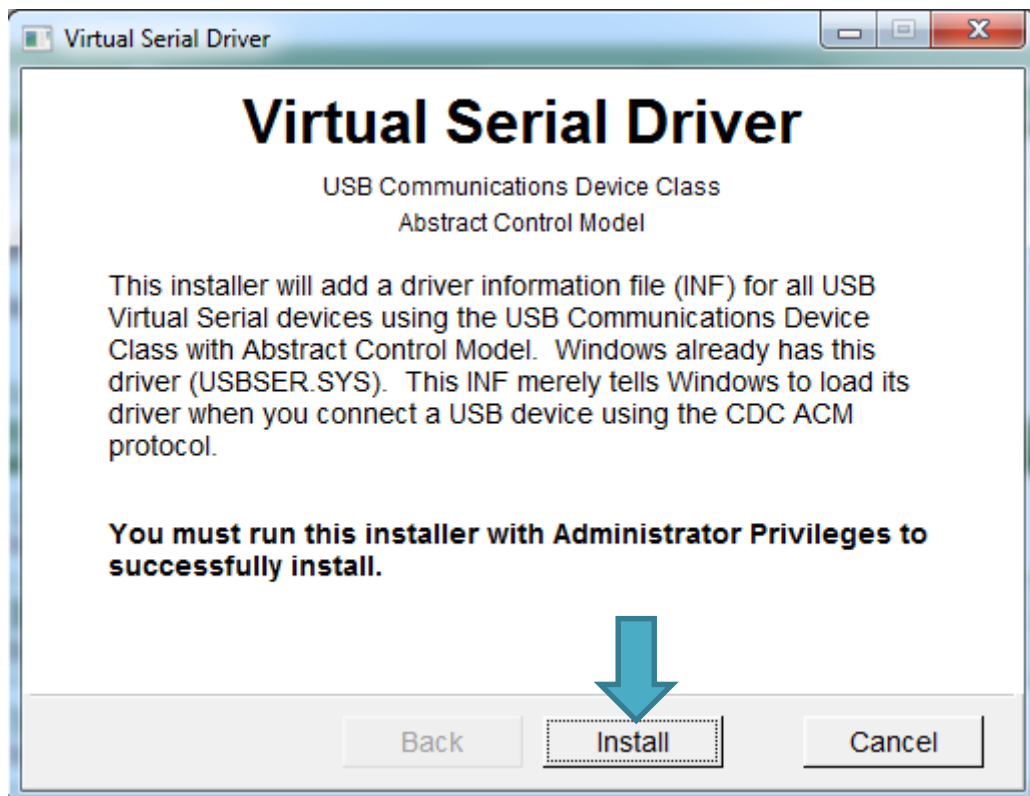 Virtual Serial Driver
Virtual Serial Driver
USB Communications Device Class
Abstract Control Model
This installer will add a driver information file (INF) for all USB
Virtual Serial devices using the USB Communications Device
Class with Abstract Control Model.  Windows already has this
driver (USBSER.SYS).  This INF merely tells Windows to load its
driver when you connect a USB device using the CDC ACM
protocol.
You must run this installer with Administrator Privileges to
successfully install.
Back
Install
Cancel